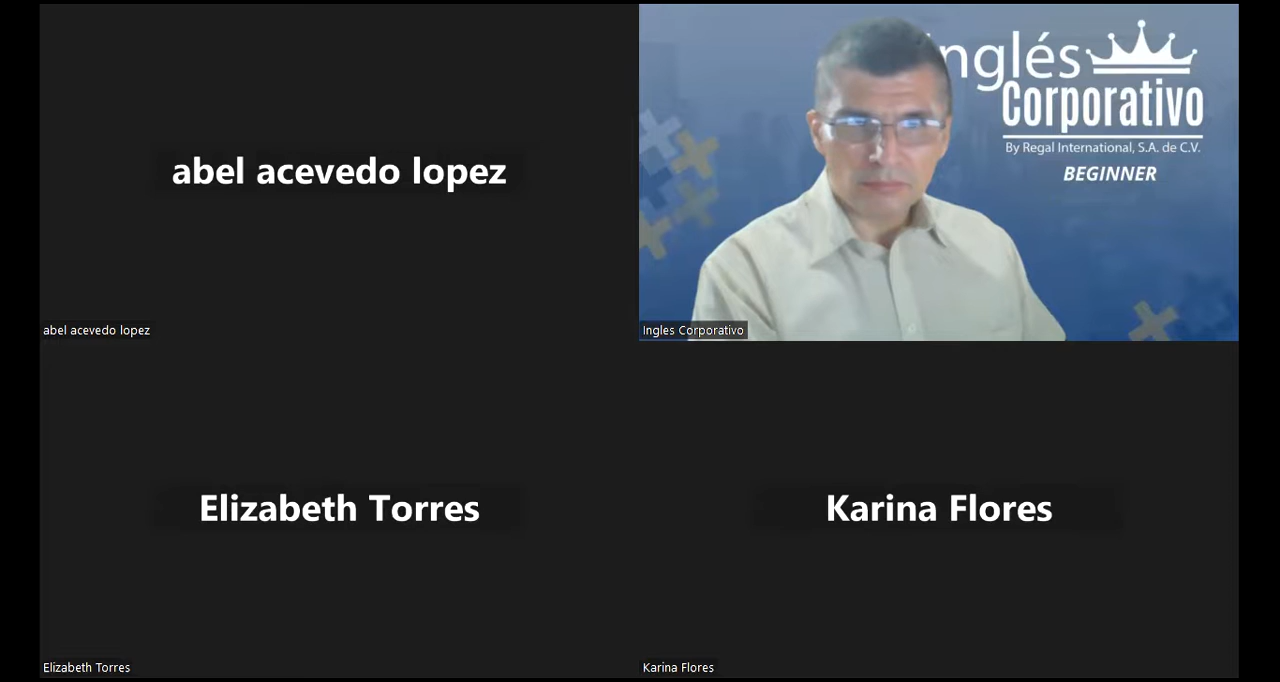 abel acevedo lopez
abel acevedo lopez
inglés
Corporativo
By Regal International, S.A. de C.V.
BEGINNER
Ingles Corporativo
Elizabeth Torres
Elizabeth Torres
Karina Flores
Karina Flores